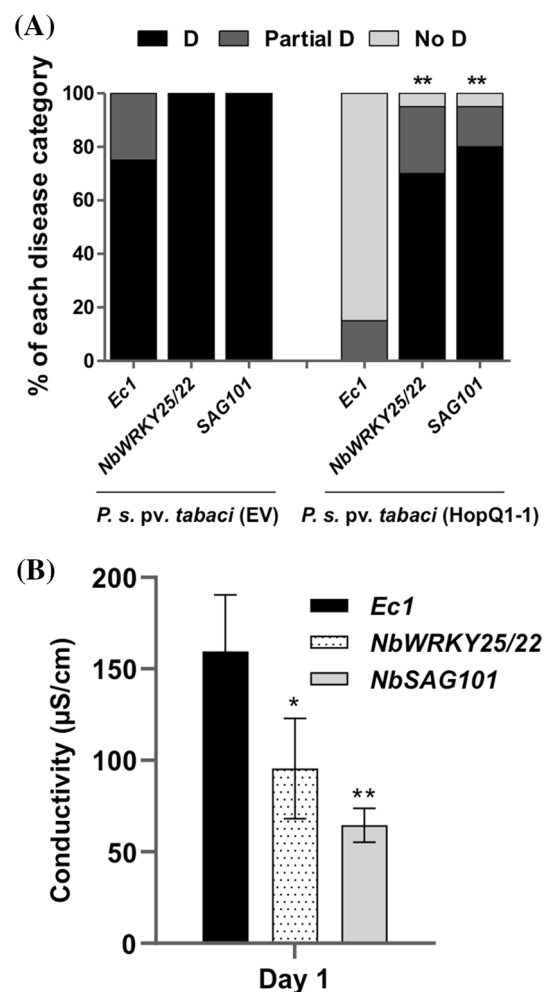 (A)
D Partial D No D
% of each disease category
100
80
60
40
20
0
** **
Ec1 NbWRKY25/22 SAG101 Ec1 NbWRKY25/22 SAG101
P. s. pv. tabaci (EV) P. s. pv. tabaci (HopQ1-1)
(B)
Conductivity (µS/cm)
200
150
100
50
0
Ec1
NbWRKY25/22
NbSAG101
*
**
Day 1